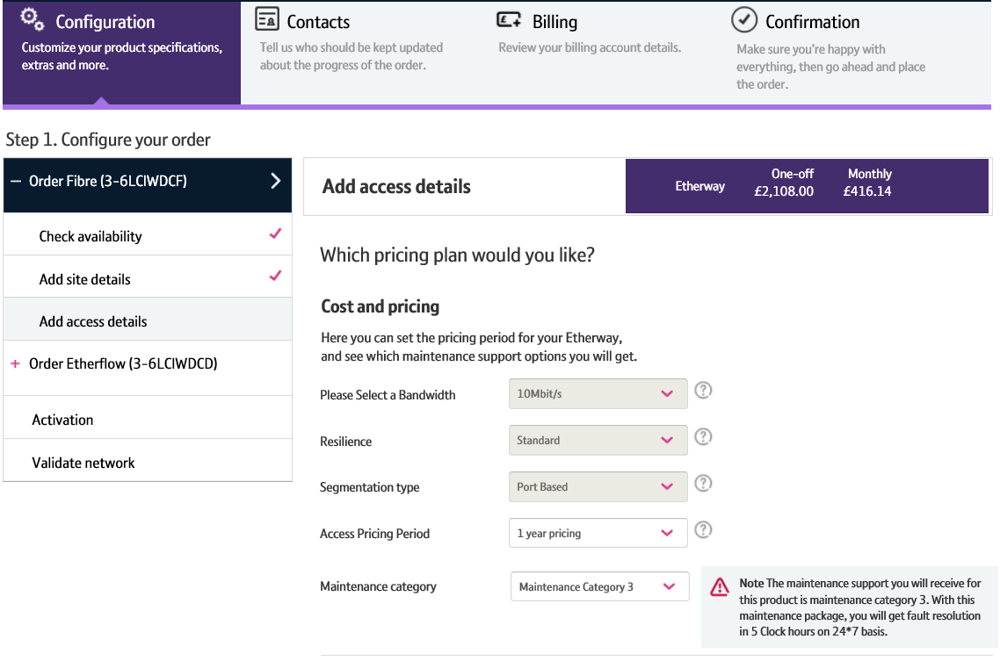 Configuration
Customize your product specifications,
extras and more.
Contacts
Tell us who should be kept updated
about the progress of the order.
Billing
Review your billing account details.
Confirmation
Make sure you're happy with
everything, then go ahead and place
the order.
Step 1. Configure your order
Order Fibre (3-6LCIWDCF)
Check availability
Add site details
Add access details
Order Etherflow (3-6LCIWDCD)
Activation
Validate network
Add access details
Etherway
One-off
£2,108.00
Monthly
£416.14
Which pricing plan would you like?
Cost and pricing
Here you can set the pricing period for your Etherway,
and see which maintenance support options you will get.
Please Select a Bandwidth
10Mbit/s
Resilience
Standard
Segmentation type
Port Based
Access Pricing Period
1 year pricing
Maintenance category
Maintenance Category 3
Note The maintenance support you will receive for
this product is maintenance category 3. With this
maintenance package, you will get fault resolution
in 5 Clock hours on 24*7 basis.